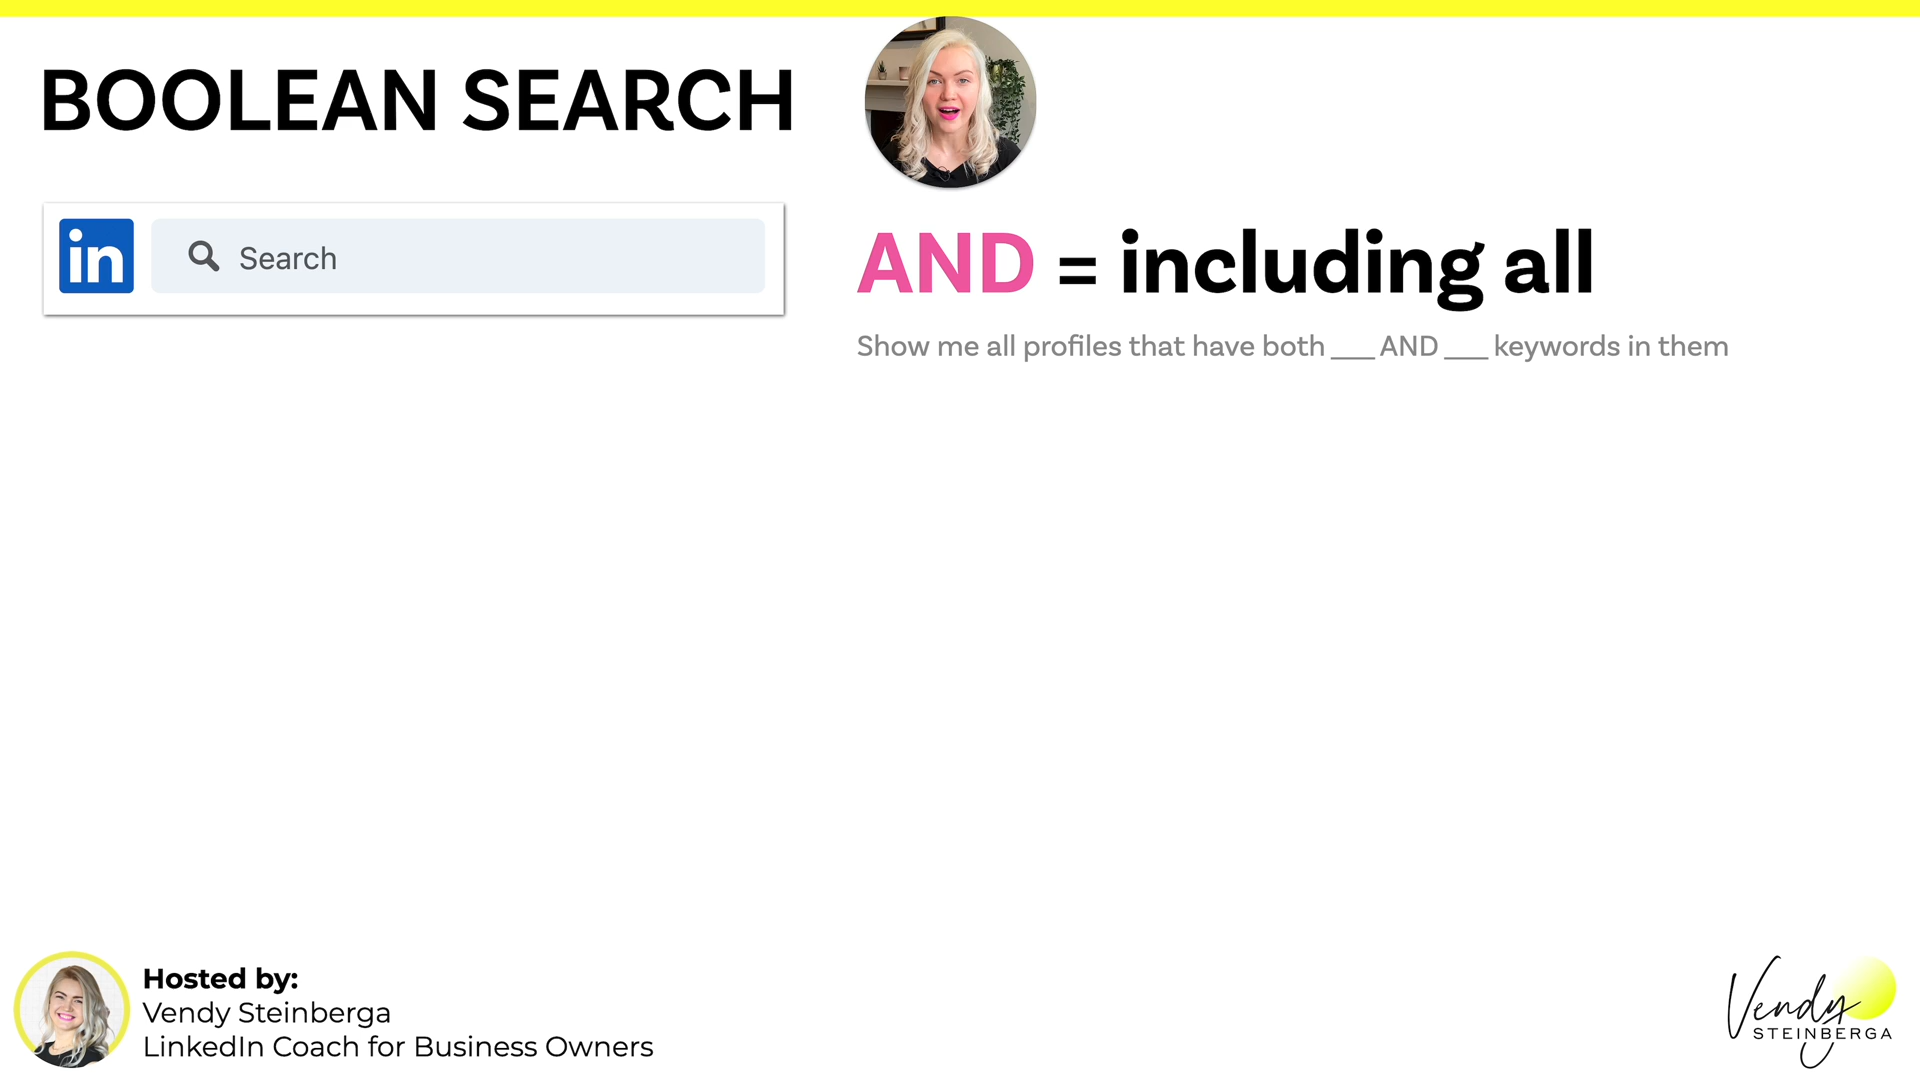 BOOLEAN SEARCH
in
Search
AND = including all
Show me all profiles that have both ___ AND ___ keywords in them
Hosted by:
Vendy Steinberga
LinkedIn Coach for Business Owners
Vendy
STEINBERGA